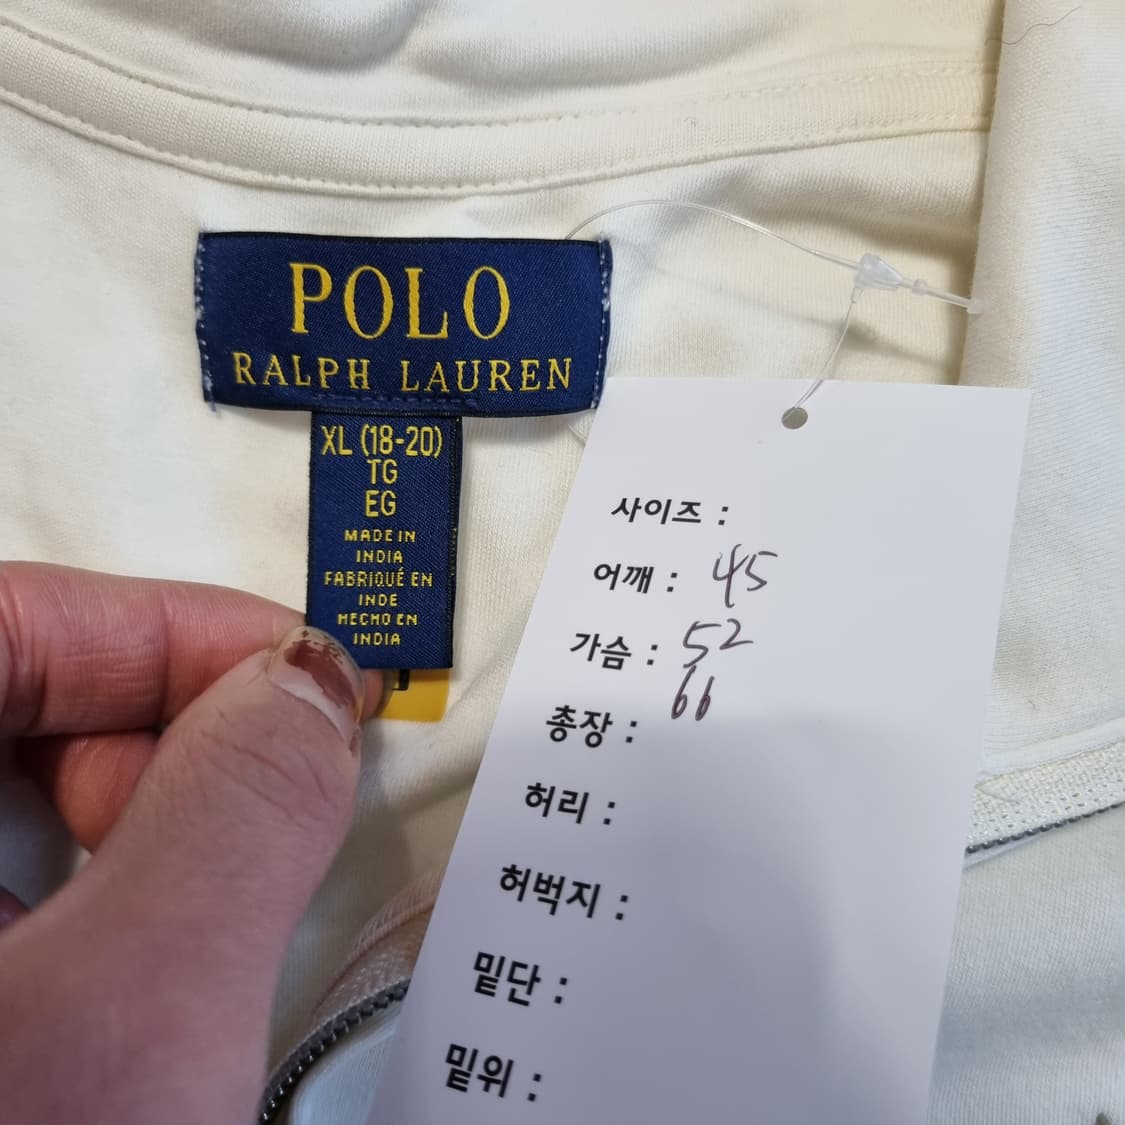 POLO
RALPH LAUREN
XL (18-20)
TG
EG
MADE IN
INDIA
FABRIQUÉ EN
INDE
HECHO EN
INDIA
사이즈 :
어깨 : 45
가슴 : 52
총장 : 66
허리 :
허벅지 :
밑단 :
밑위 :